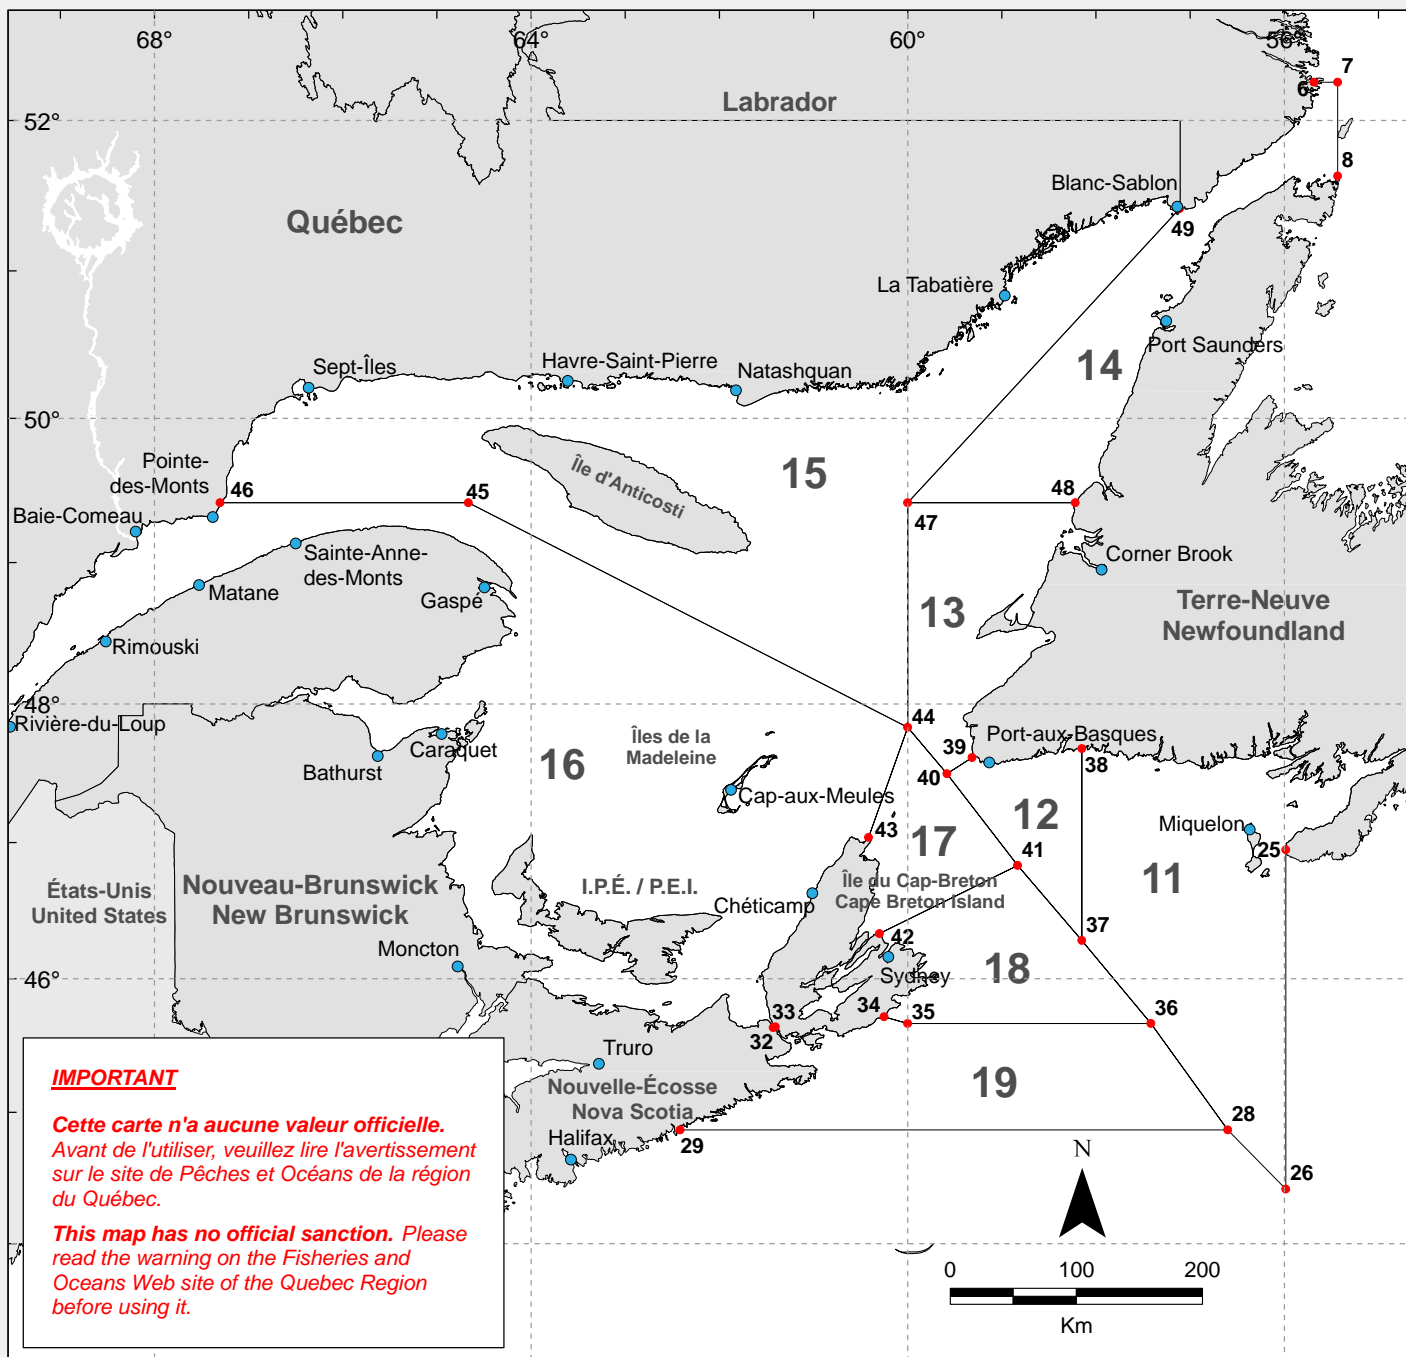 68°
64°
60°
56°
7
6
52°
Labrador
8
Blanc-Sablon
49
Québec
La Tabatière
Port Saunders
14
Sept-Îles
Havre-Saint-Pierre
Natashquan
50°
Île d'Anticosti
15
Pointe-
des-Monts
46
45
47
48
Baie-Comeau
Sainte-Anne-
des-Monts
Corner Brook
Matane
Gaspé
13
Terre-Neuve
Newfoundland
Rimouski
48°
Rivière-du-Loup
44
Îles de la
Madeleine
39
Port-aux-Basques
Caraquet
16
38
Bathurst
40
Cap-aux-Meules
12
Miquelon
43
17
41
25
États-Unis
United States
Nouveau-Brunswick
New Brunswick
I.P.É. / P.E.I.
Île du Cap-Breton
Cape Breton Island
11
Chéticamp
37
42
Moncton
46°
Sydney
18
34
35
36
33
32
Truro
Nouvelle-Écosse
Nova Scotia
19
Halifax
29
28
26
IMPORTANT
Cette carte n'a aucune valeur officielle.
Avant de l'utiliser, veuillez lire l'avertissement
sur le site de Pêches et Océans de la région
du Québec.
This map has no official sanction. Please
read the warning on the Fisheries and
Oceans Web site of the Quebec Region
before using it.
N
0 100 200
Km